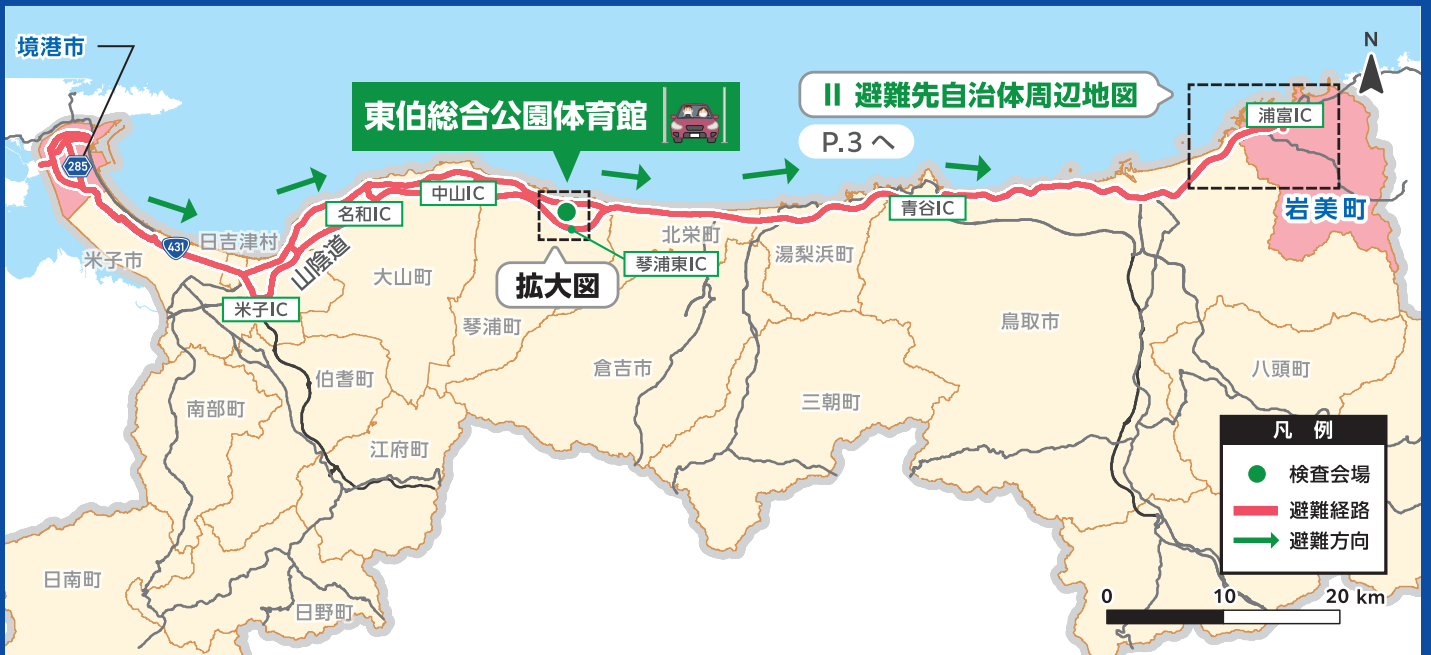 境港市
N
II 避難先自治体周辺地図
P.3 へ
東伯総合公園体育館
浦富IC
285
中山IC
名和IC
青谷IC
岩美町
431
日吉津村
米子市
山陰道
北栄町
湯梨浜町
琴浦東IC
大山町
拡大図
米子IC
琴浦町
鳥取市
倉吉市
八頭町
伯耆町
三朝町
南部町
江府町
凡 例
検査会場
避難経路
避難方向
日南町
日野町
0 10 20 km